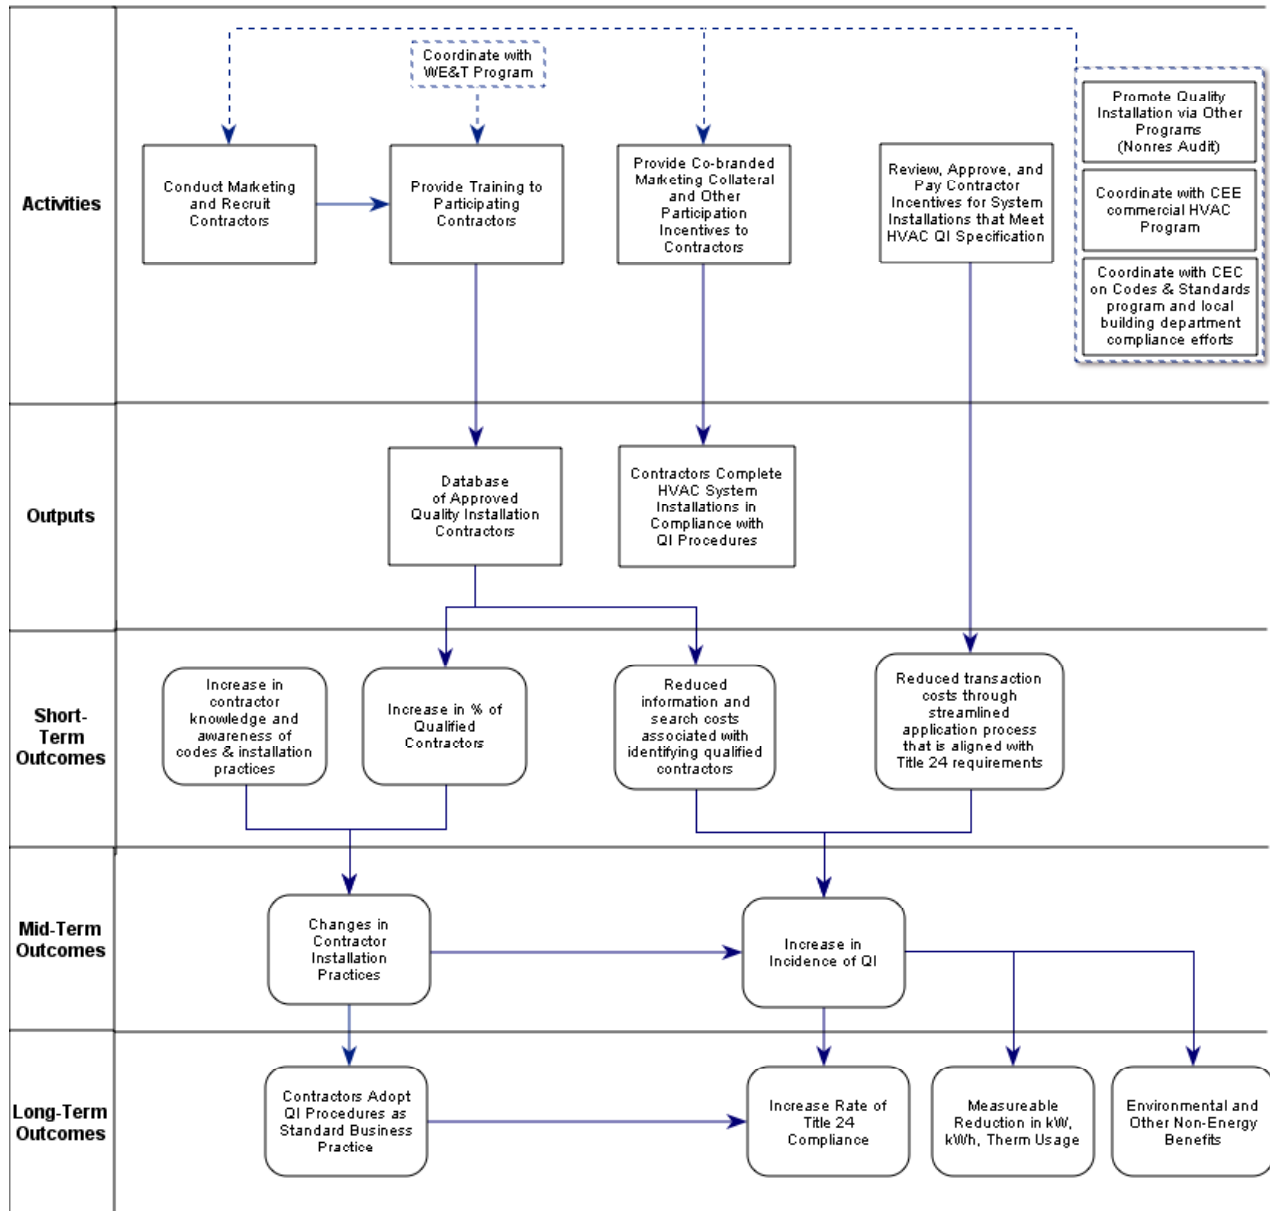 Activities
Coordinate with
WE&T Program
Conduct Marketing
and Recruit
Contractors
Provide Training to
Participating
Contractors
Provide Co-branded
Marketing Collateral
and Other
Participation
Incentives to
Contractors
Review, Approve, and
Pay Contractor
Incentives for System
Installations that Meet
HVAC QI Specification
Promote Quality
Installation via Other
Programs
(Nonres Audit)
Coordinate with CEE
commercial HVAC
Program
Coordinate with CEC
on Codes & Standards
program and local
building department
compliance efforts
Outputs
Database
of Approved
Quality Installation
Contractors
Contractors Complete
HVAC System
Installations in
Compliance with
QI Procedures
Short-
Term
Outcomes
Increase in
contractor
knowledge and
awareness of
codes & installation
practices
Increase in % of
Qualified
Contractors
Reduced
information and
search costs
associated with
identifying qualified
contractors
Reduced transaction
costs through
streamlined
application process
that is aligned with
Title 24 requirements
Mid-Term
Outcomes
Changes in
Contractor
Installation
Practices
Increase in
Incidence of QI
Long-Term
Outcomes
Contractors Adopt
QI Procedures as
Standard Business
Practice
Increase Rate of
Title 24
Compliance
Measureable
Reduction in kW,
kWh, Therm Usage
Environmental and
Other Non-Energy
Benefits